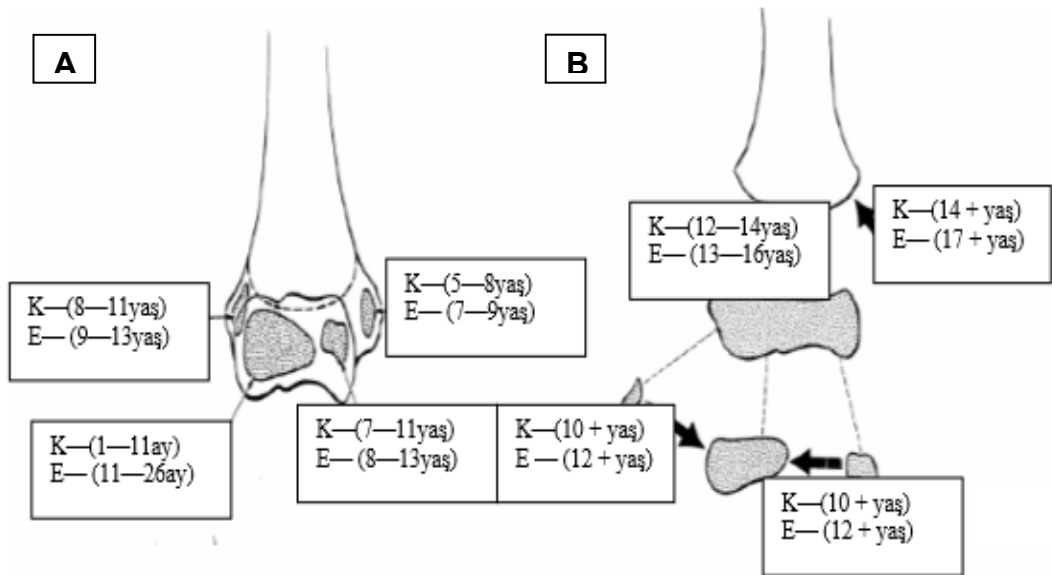 A
B
K—(8—11yaş)
E— (9—13yaş)
K—(5—8yaş)
E— (7—9yaş)
K—(1—11ay)
E—(11—26ay)
K—(7—11yaş)
E—(8—13yaş)
K—(12—14yaş)
E—(13—16yaş)
K—(14 + yaş)
E—(17 + yaş)
K—(10 + yaş)
E — (12 + yaş)
K—(10 + yaş)
E—(12 + yaş)